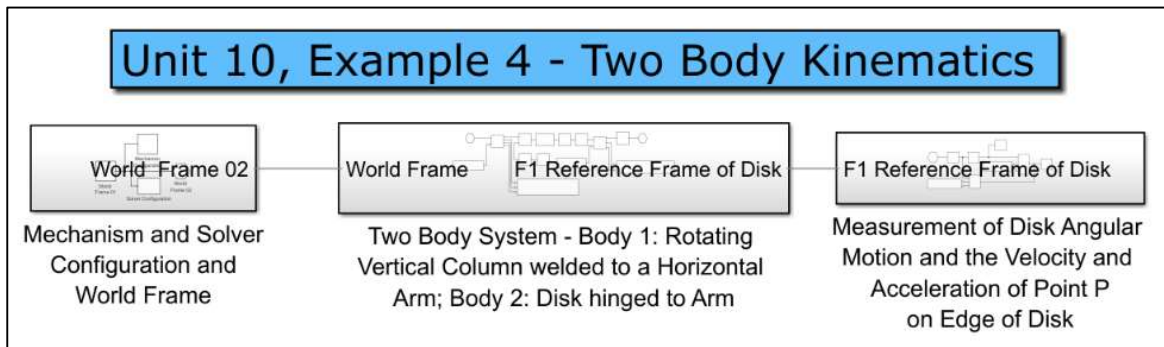 Unit 10, Example 4 - Two Body Kinematics
World Frame 02
World Frame
F1 Reference Frame of Disk
F1 Reference Frame of Disk
Solver Configuration
Mechanism and Solver
Configuration and
World Frame
Two Body System - Body 1: Rotating
Vertical Column welded to a Horizontal
Arm; Body 2: Disk hinged to Arm
Measurement of Disk Angular
Motion and the Velocity and
Acceleration of Point P
on Edge of Disk